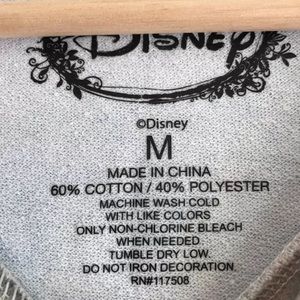 Disney
©Disney
M
MADE IN CHINA
60% COTTON / 40% POLYESTER
MACHINE WASH COLD
WITH LIKE COLORS
ONLY NON-CHLORINE BLEACH
WHEN NEEDED
TUMBLE DRY LOW.
DO NOT IRON DECORATION.
RN#117508